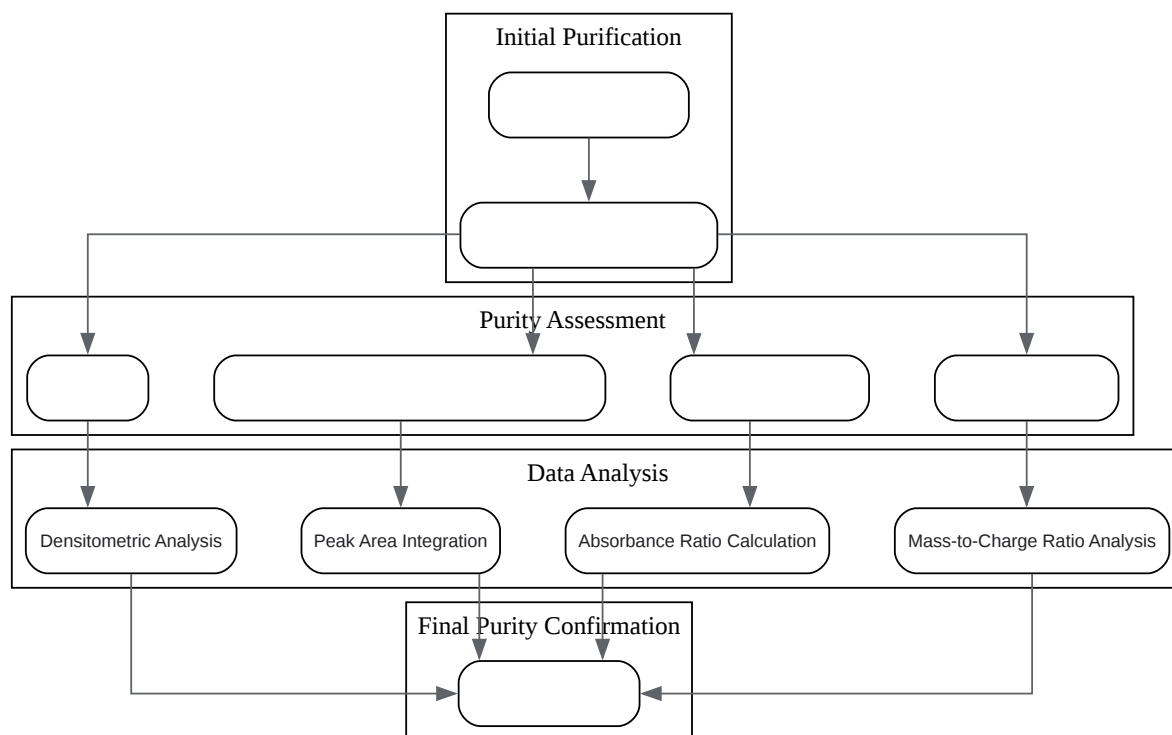 Initial Purification
Purity Assessment
Data Analysis
Densitometric Analysis
Peak Area Integration
Absorbance Ratio Calculation
Mass-to-Charge Ratio Analysis
Final Purity Confirmation